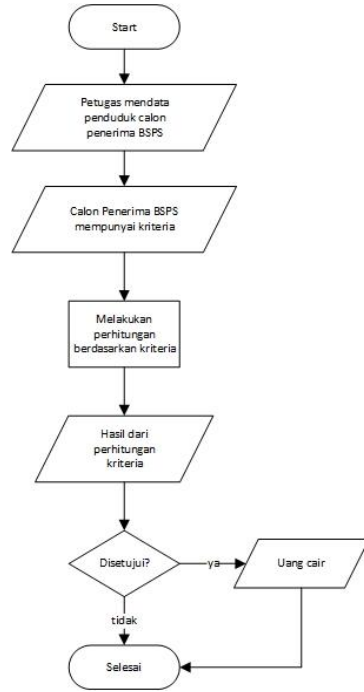 Start
Petugas mendata
penduduk calon
penerima BSPS
Calon Penerima BSPS
mempunyai kriteria
Melakukan
perhitungan
berdasarkan kriteria
Hasil dari
perhitungan
kriteria
Disetujui?
ya
Uang cair
tidak
Selesai